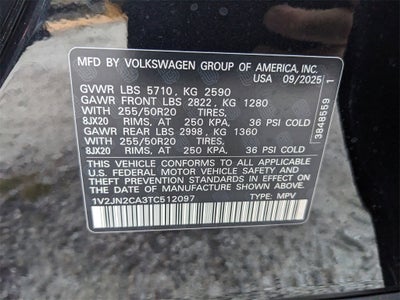 MFD BY VOLKSWAGEN GROUP OF AMERICA, INC.
USA 09/2025
GVWR LBS 5710, KG 2590
GAWR FRONT LBS 2822, KG 1280
WITH 255/50R20 TIRES,
8JX20 RIMS, AT 250 KPA, 36 PSI COLD
GAWR REAR LBS 2998, KG 1360
WITH 255/50R20 TIRES,
8JX20 RIMS, AT 250 KPA, 36 PSI COLD
THIS VEHICLE CONFORMS TO ALL APPLICABLE
U.S. FEDERAL MOTOR VEHICLE SAFETY AND
THEFT PREVENTION STANDARDS IN EFFECT ON
THE DATE OF MANUFACTURE SHOWN ABOVE.
1V2JN2CA3TC512097 TYPE: MPV
3848559 1